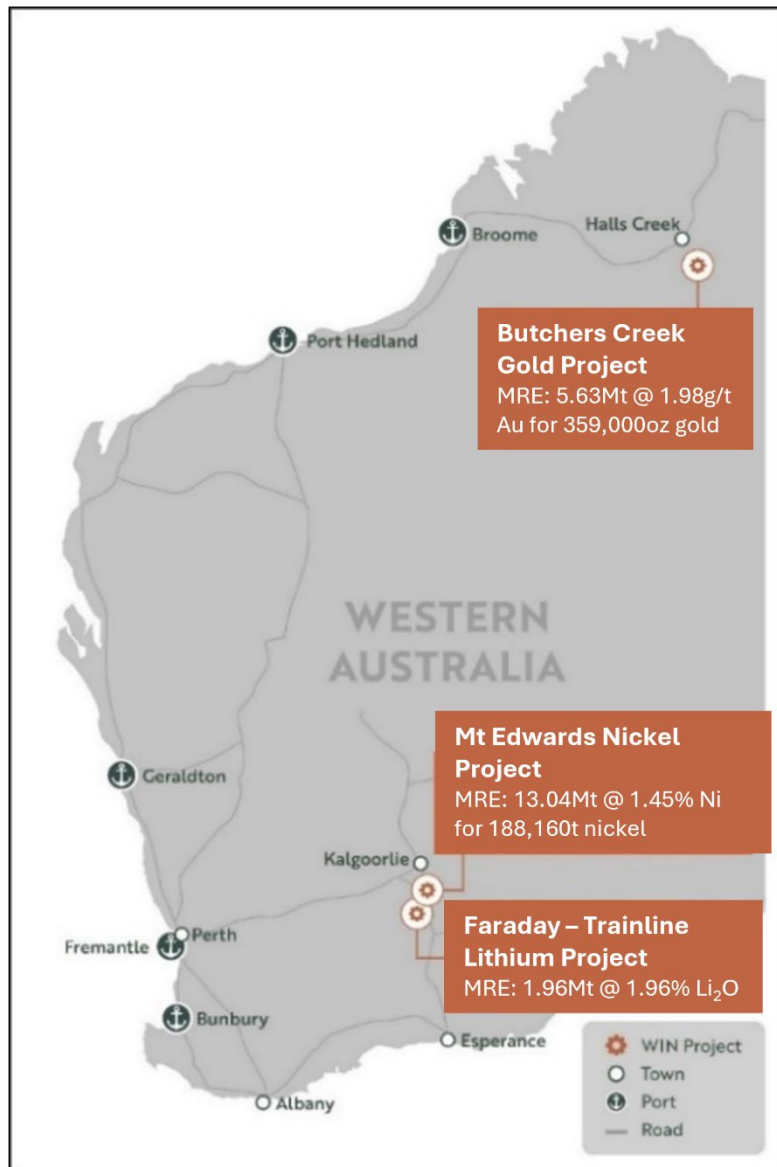 Broome
Halls Creek
Port Hedland
Butchers Creek
Gold Project
MRE: 5.63Mt @ 1.98g/t
Au for 359,000oz gold
WESTERN
AUSTRALIA
Mt Edwards Nickel
Project
MRE: 13.04Mt @ 1.45% Ni
for 188,160t nickel
Geraldton
Kalgoorlie
Perth
Fremantle
Faraday – Trainline
Lithium Project
MRE: 1.96Mt @ 1.96% Li₂O
Bunbury
Esperance
Albany
WIN Project
Town
Port
Road